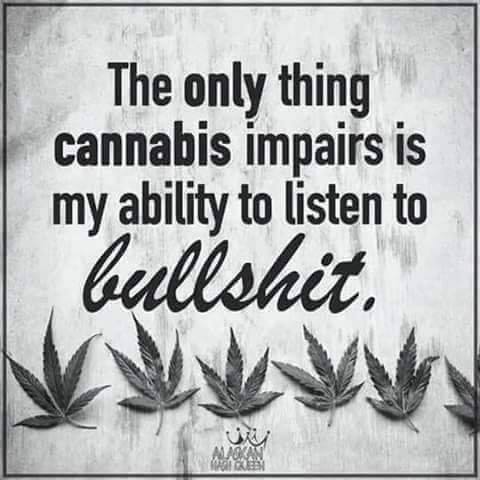 The only thing
cannabis impairs is
my ability to listen to
bullshit.
ALASKAN
HASH QUEEN